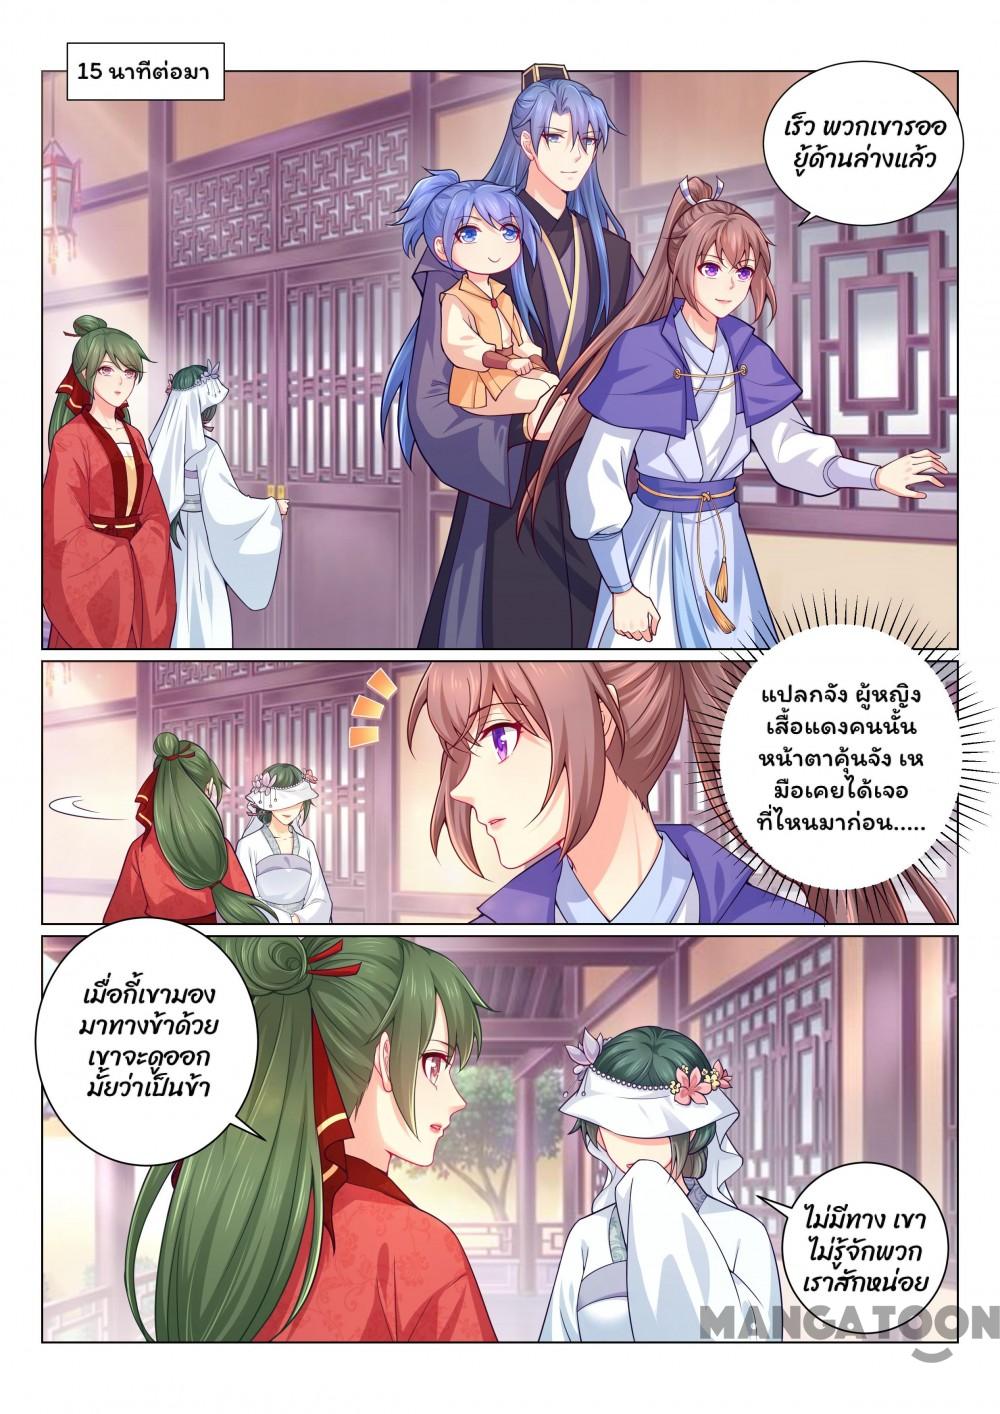 15 นาทีต่อมา
เร็ว พวกเขารออ
ยู้ด้านล่างแล้ว
แปลกจัง ผู้หญิง
เสื้อแดงคนนั้น
หน้าตาคุ้นจัง เห
มือเคยได้เจอ
ที่ไหนมาก่อน.....
เมื่อกี้เขามอง
มาทางข้าด้วย
เขาจะดูออก
มั้ยว่าเป็นข้า
ไม่มีทาง เขา
ไม่รู้จักพวก
เราสักหน่อย
MANGATOON